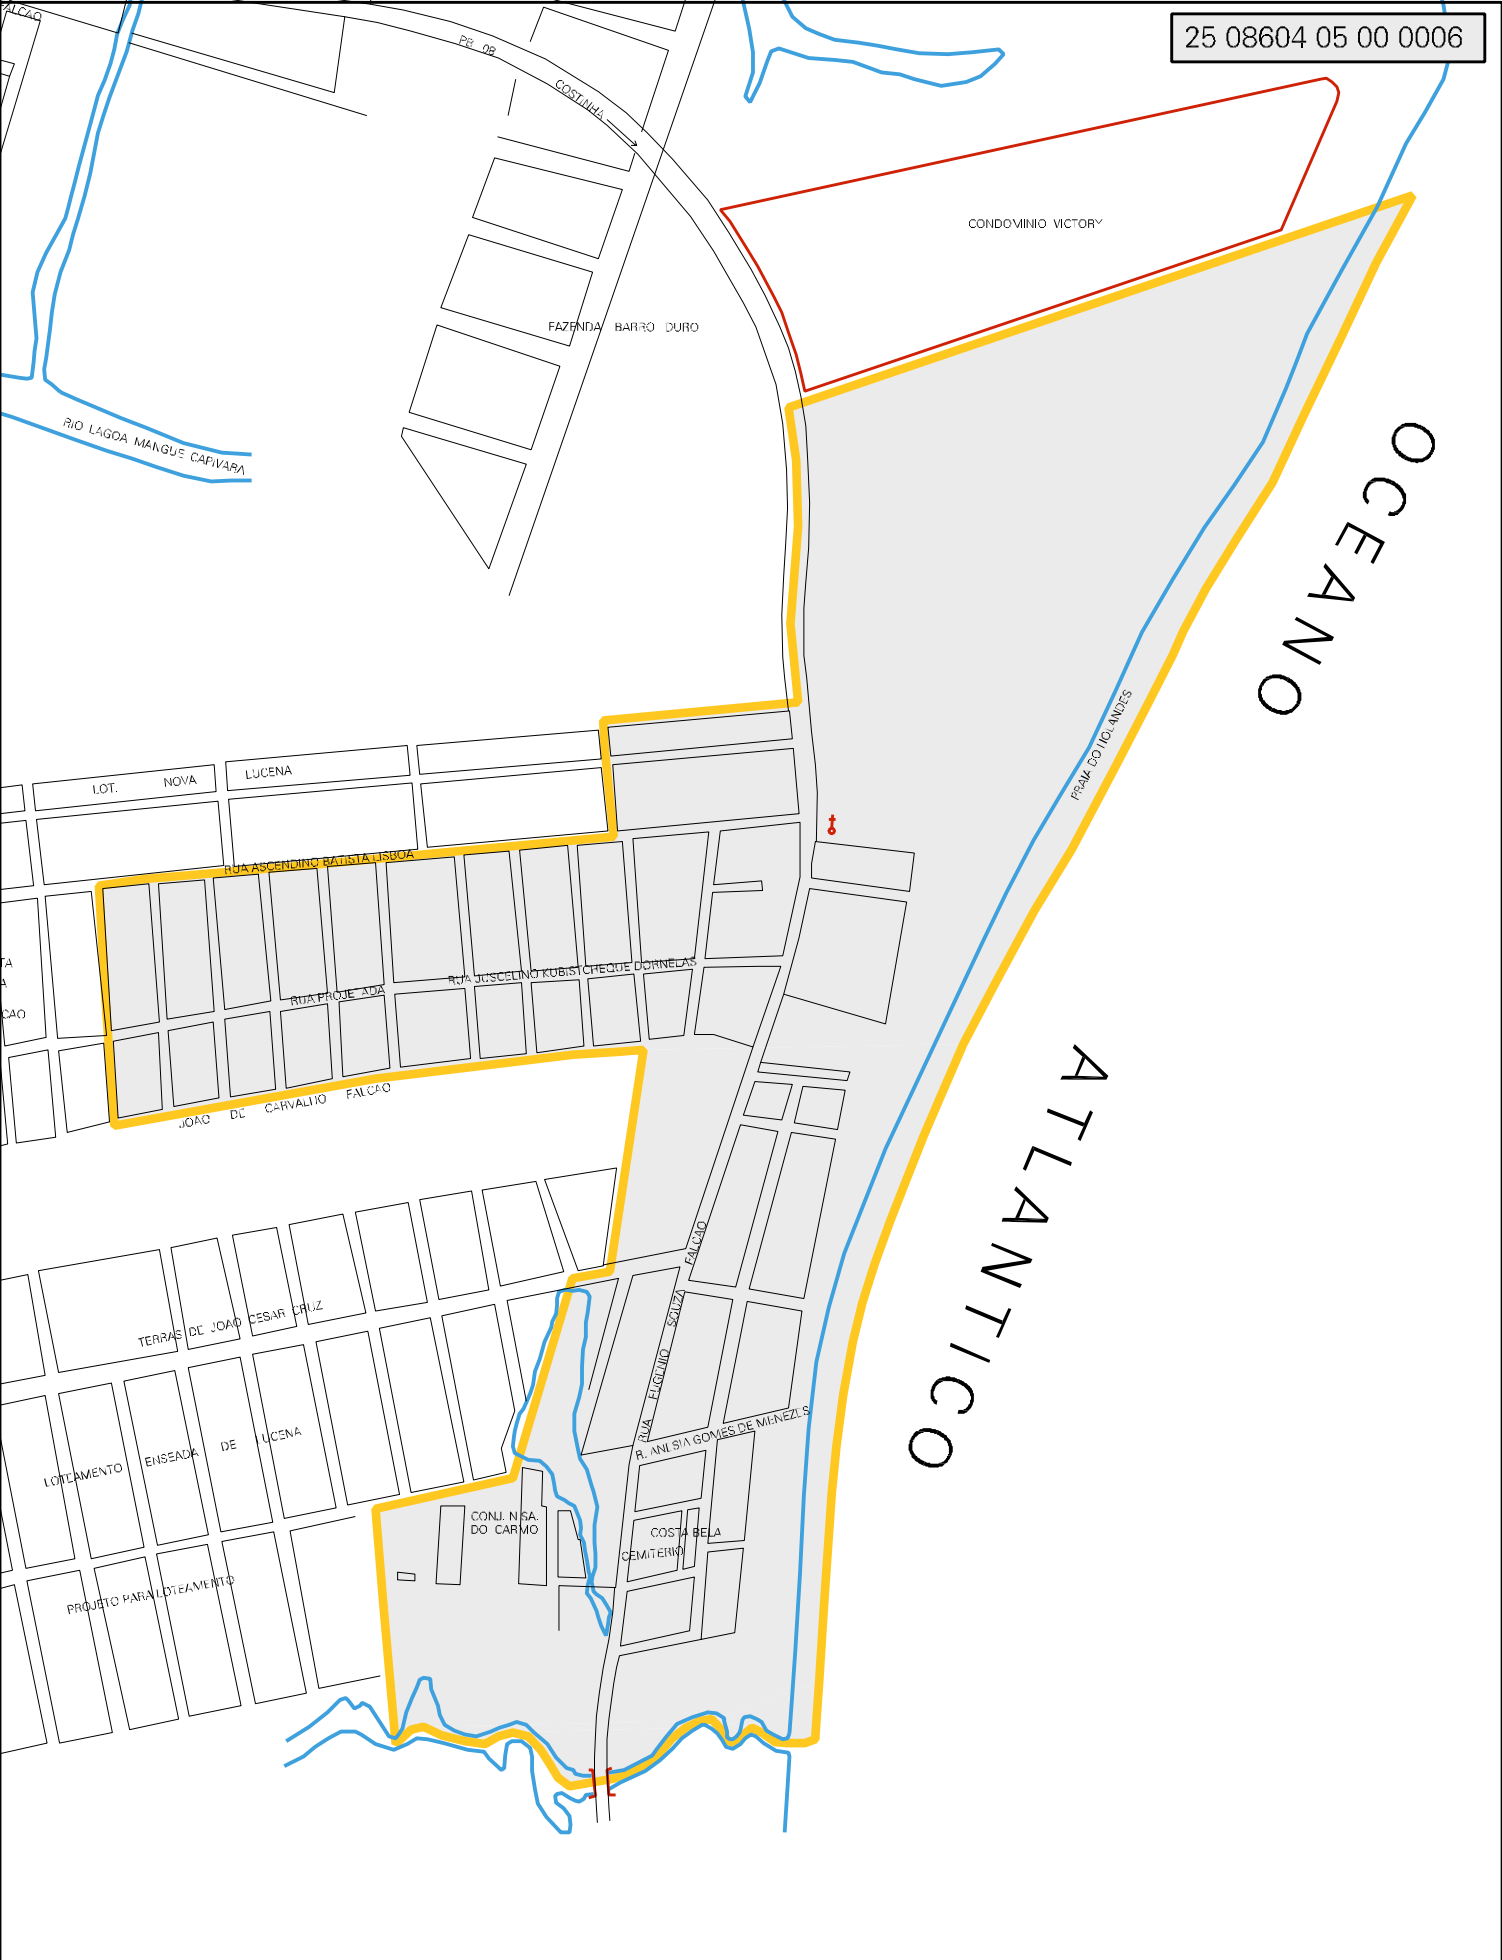 ALCAO
25 08604 05 00 0006
PB 08
COSTINHA
CONDOMINIO VICTORY
FAZENDA BARRO DURO
RIO LAGOA MANGUE CAPIVARA
OCEANO
PRAIA DO HOLANDES
LOT. NOVA LUCENA
RUA ASCENDINO BATISTA LISBOA
TA
A
CAO
RUA JUSCELINO KUBISTCHEQUE DORNELAS
RUA PROJETADA
JOAO DE CARVALHO FALCAO
ATLANTICO
RUA EUGENIO SOUZA FALCAO
TERRAS DE JOAO CESAR CRUZ
R. ANESIA GOMES DE MENEZES
LOTEAMENTO ENSEADA DE LUCENA
CONJ. N SA.
DO CARMO
COSTA BELA
CEMITERIO
PROJETO PARA LOTEAMENTO